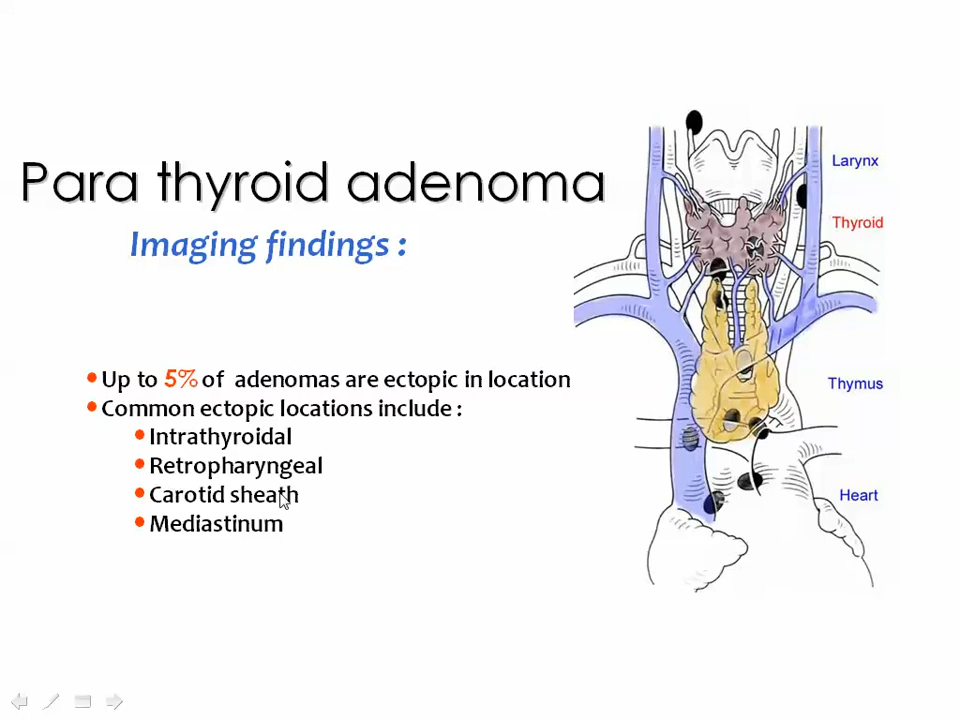 Para thyroid adenoma
Imaging findings :
Up to 5% of adenomas are ectopic in location
Common ectopic locations include :
Intrathyroidal
Retropharyngeal
Carotid sheath
Mediastinum
Larynx
Thyroid
Thymus
Heart